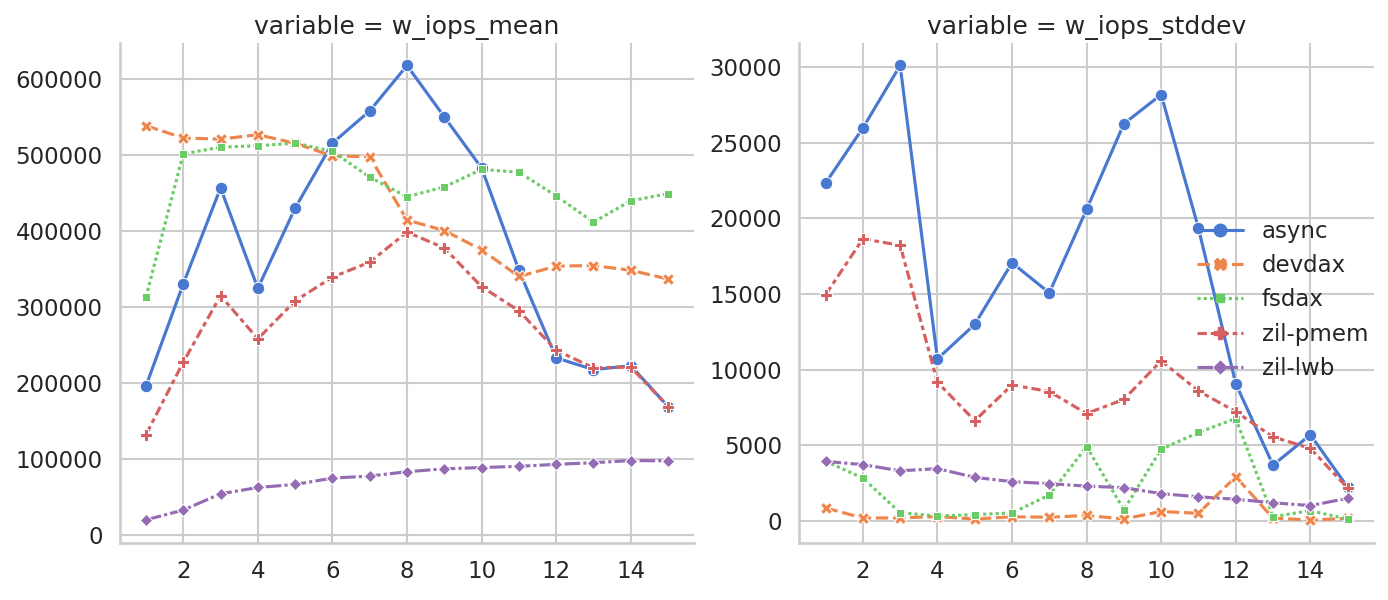 variable = w_iops_mean
variable = w_iops_stddev
600000
500000
400000
300000
200000
100000
0
2 4 6 8 10 12 14
30000
25000
20000
15000
10000
5000
0
2 4 6 8 10 12 14
async
devdax
fsdax
zil-pmem
zil-lwb